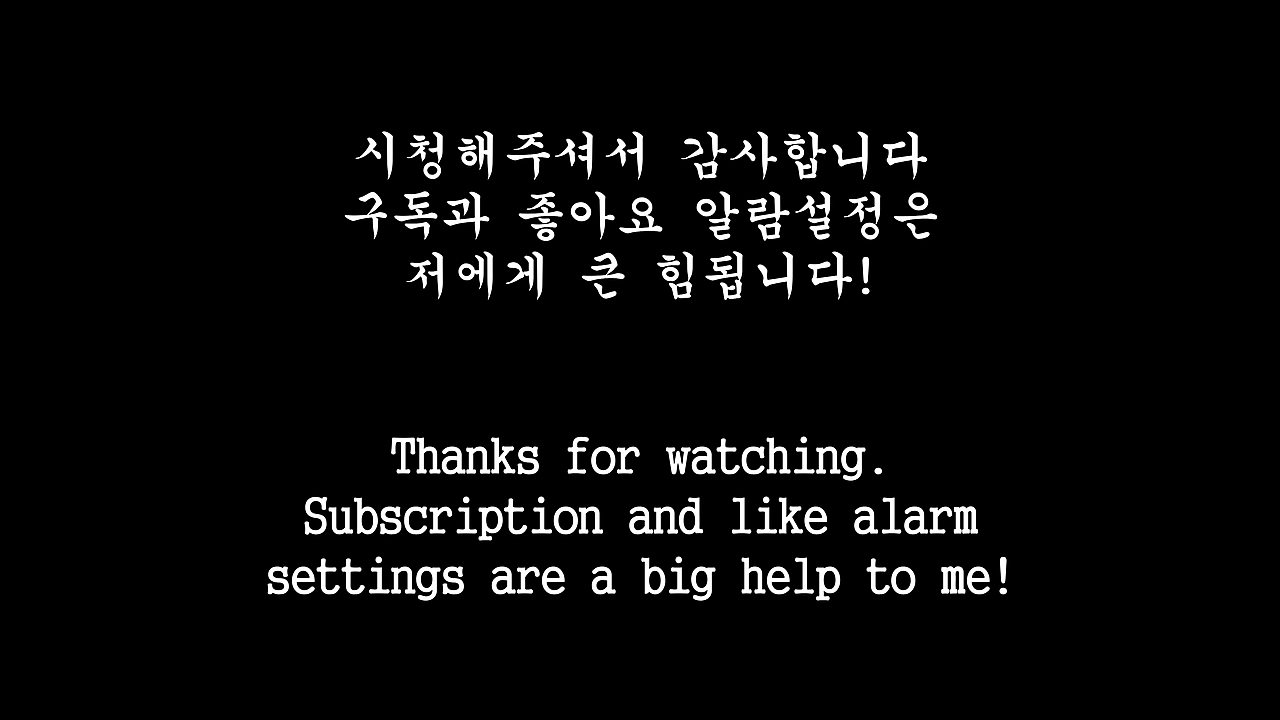 시청해주셔서 감사합니다
구독과 좋아요 알람설정은
저에게 큰 힘됩니다!
Thanks for watching.
Subscription and like alarm
settings are a big help to me!